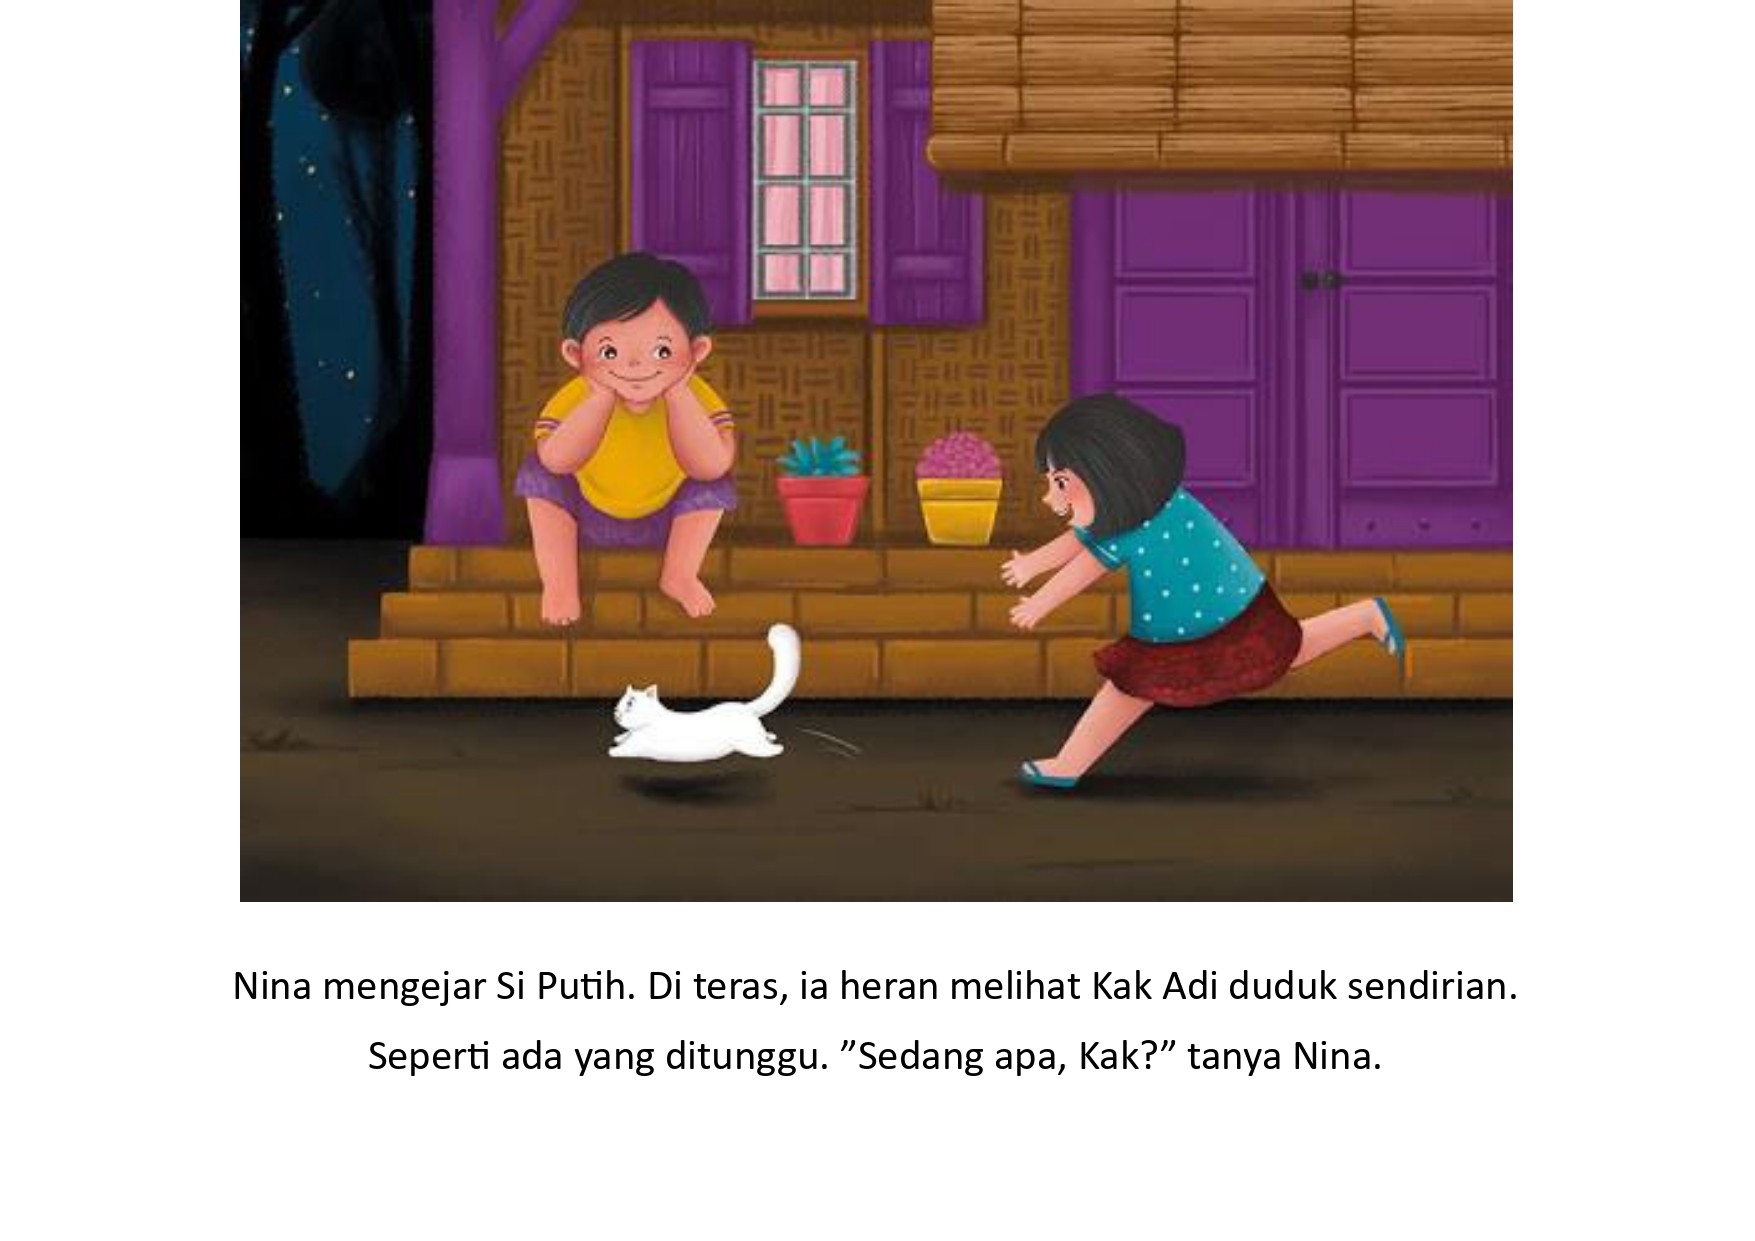 Nina mengejar Si Putih. Di teras, ia heran melihat Kak Adi duduk sendirian.
Seperti ada yang ditunggu. ”Sedang apa, Kak?” tanya Nina.